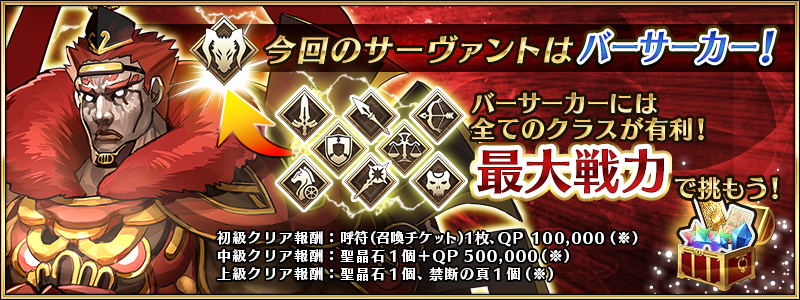 今回のサーヴァントはバーサーカー!
バーサーカーには
全てのクラスが有利!
最大戦力で挑もう!
初級クリア報酬：呼符(召喚チケット)1枚、QP 100,000（※）
中級クリア報酬：聖晶石１個＋QP 500,000（※）
上級クリア報酬：聖晶石１個、禁断の頁１個（※）